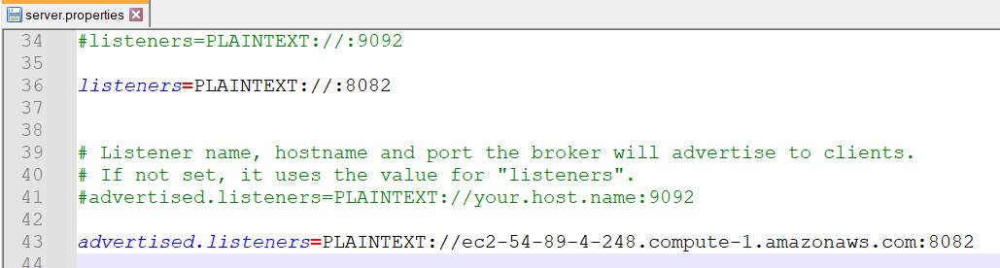 server.properties
34 #listeners=PLAINTEXT://:9092
35
36 listeners=PLAINTEXT://:8082
37
38
39 # Listener name, hostname and port the broker will advertise to clients.
40 # If not set, it uses the value for "listeners".
41 #advertised.listeners=PLAINTEXT://your.host.name:9092
42
43 advertised.listeners=PLAINTEXT://ec2-54-89-4-248.compute-1.amazonaws.com:8082
44